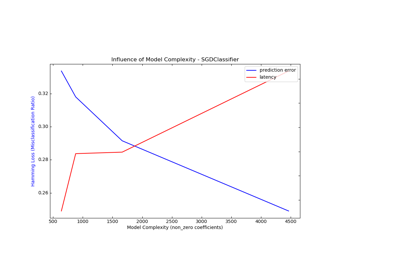 Influence of Model Complexity - SGDClassifier
prediction error
latency
0.32
0.30
0.28
0.26
Hamming Loss (Misclassification Ratio)
500 1000 1500 2000 2500 3000 3500 4000 4500
Model Complexity (non_zero coefficients)